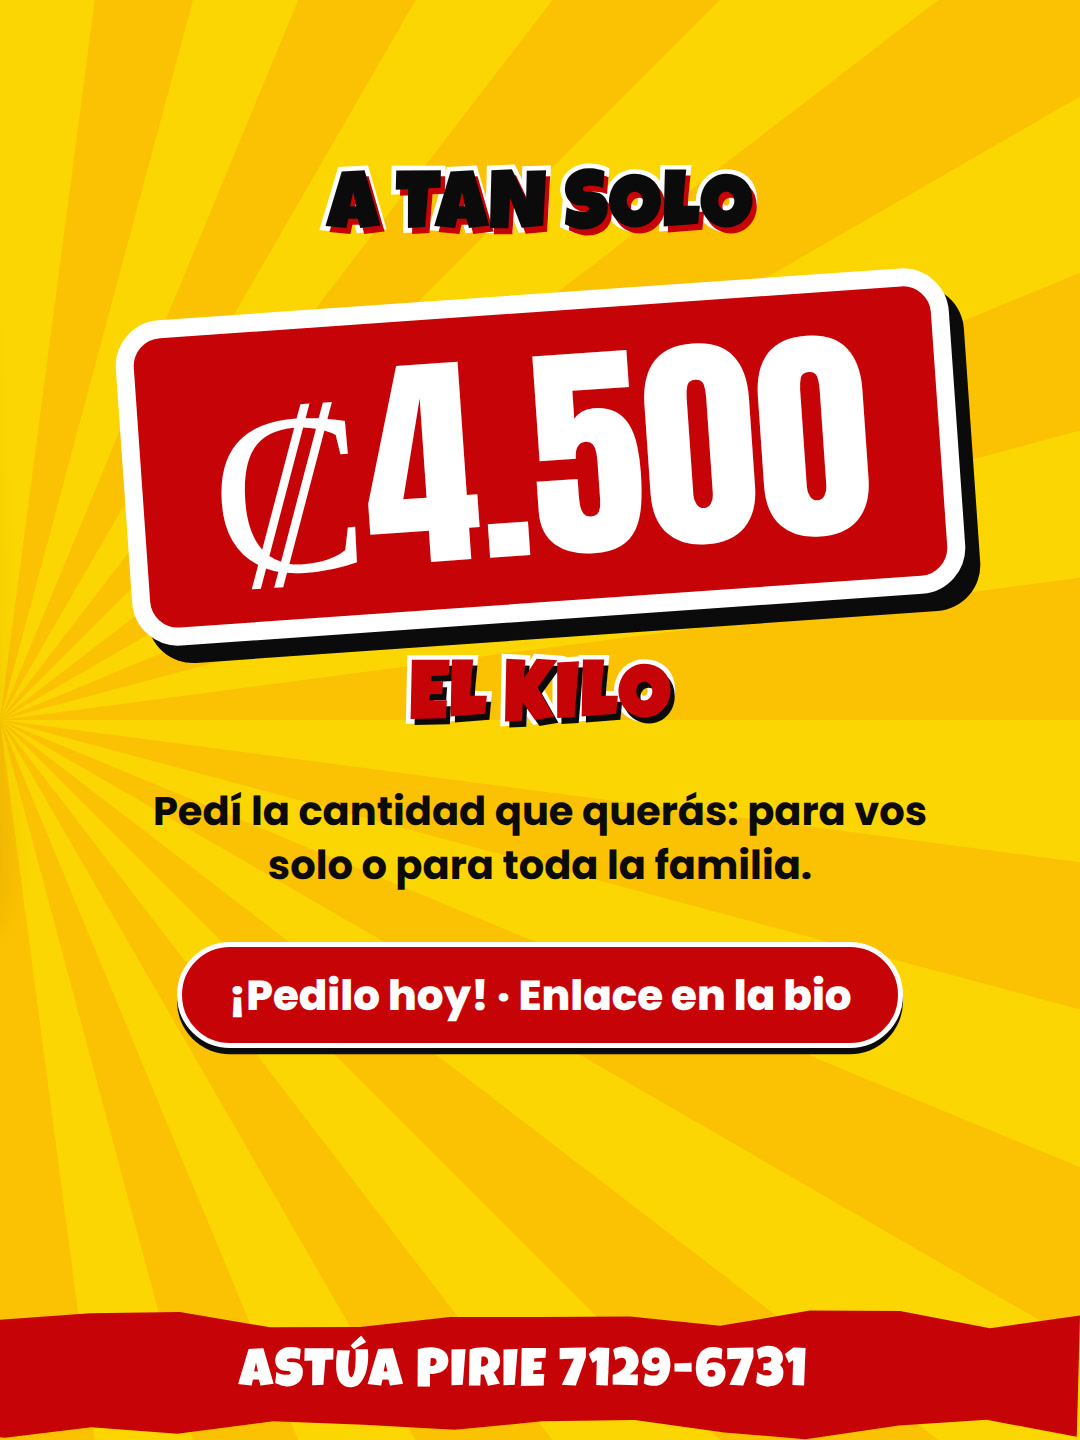 A TAN SOLO
₡4.500
EL KILO
Pedí la cantidad que querás: para vos
solo o para toda la familia.
¡Pedilo hoy! · Enlace en la bio
ASTÚA PIRIE 7129-6731